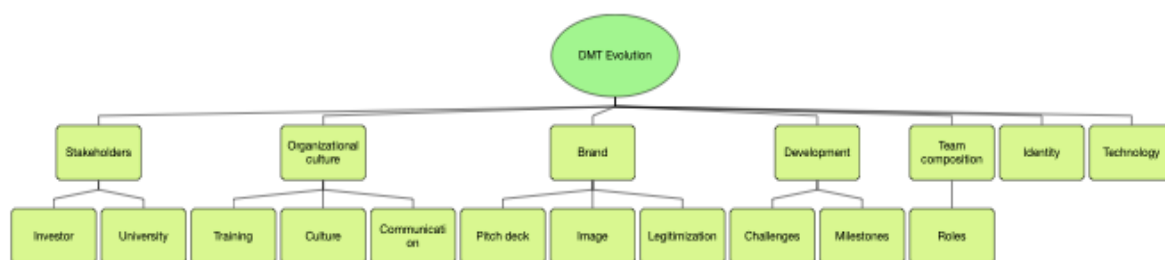 DMT Evolution
Stakeholders
Organizational
culture
Brand
Development
Team
composition
Identity
Technology
Investor
University
Training
Culture
Communicati
on
Pitch deck
Image
Legitimization
Challenges
Milestones
Roles